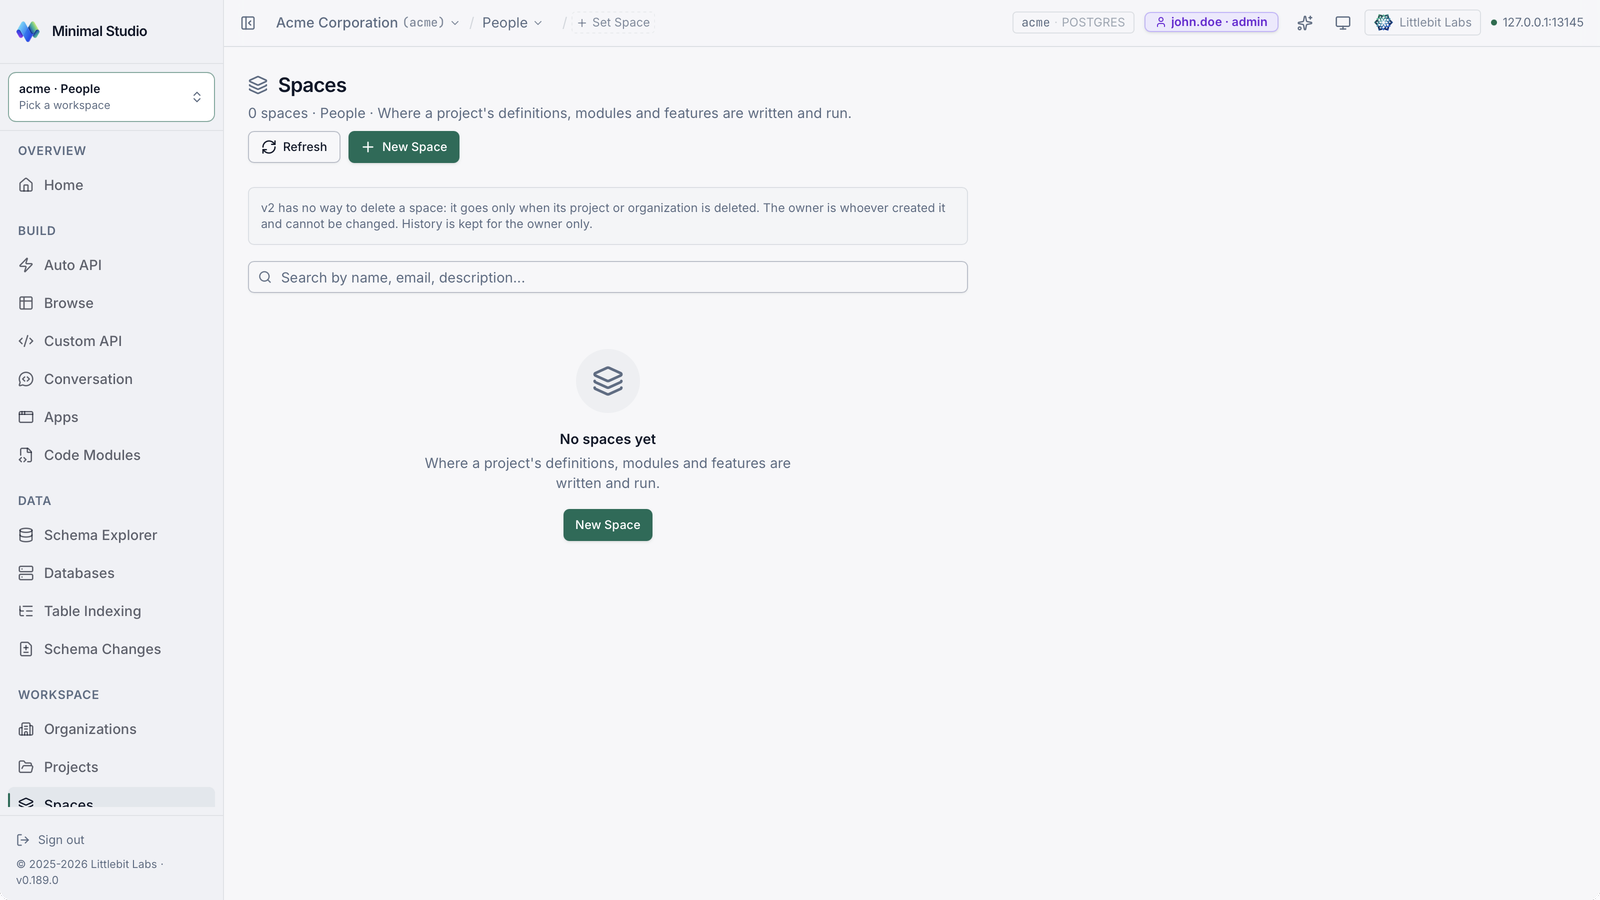 Minimal Studio
acme · People
Pick a workspace
OVERVIEW
Home
BUILD
Auto API
Browse
Custom API
Conversation
Apps
Code Modules
DATA
Schema Explorer
Databases
Table Indexing
Schema Changes
WORKSPACE
Organizations
Projects
Spaces
Sign out
© 2025-2026 Littlebit Labs ·
v0.189.0
Acme Corporation (acme) / People / + Set Space
acme · POSTGRES
john.doe · admin
Littlebit Labs
127.0.0.1:13145
Spaces
0 spaces · People · Where a project's definitions, modules and features are written and run.
Refresh
New Space
v2 has no way to delete a space: it goes only when its project or organization is deleted. The owner is whoever created it
and cannot be changed. History is kept for the owner only.
Search by name, email, description...
No spaces yet
Where a project's definitions, modules and features are
written and run.
New Space